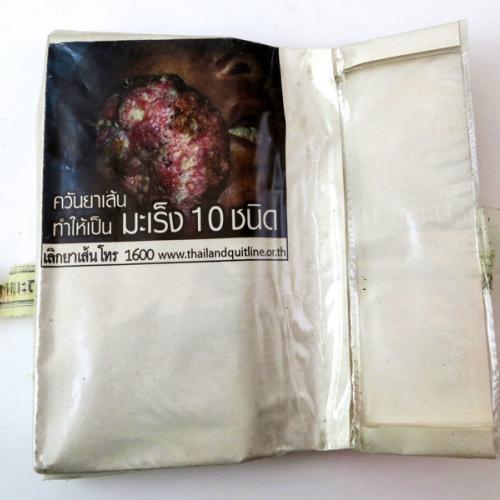 ควันยาเส้น
ทำให้เป็น มะเร็ง 10 ชนิด
เลิกยาเส้นโทร 1600 www.thailandquitline.or.th